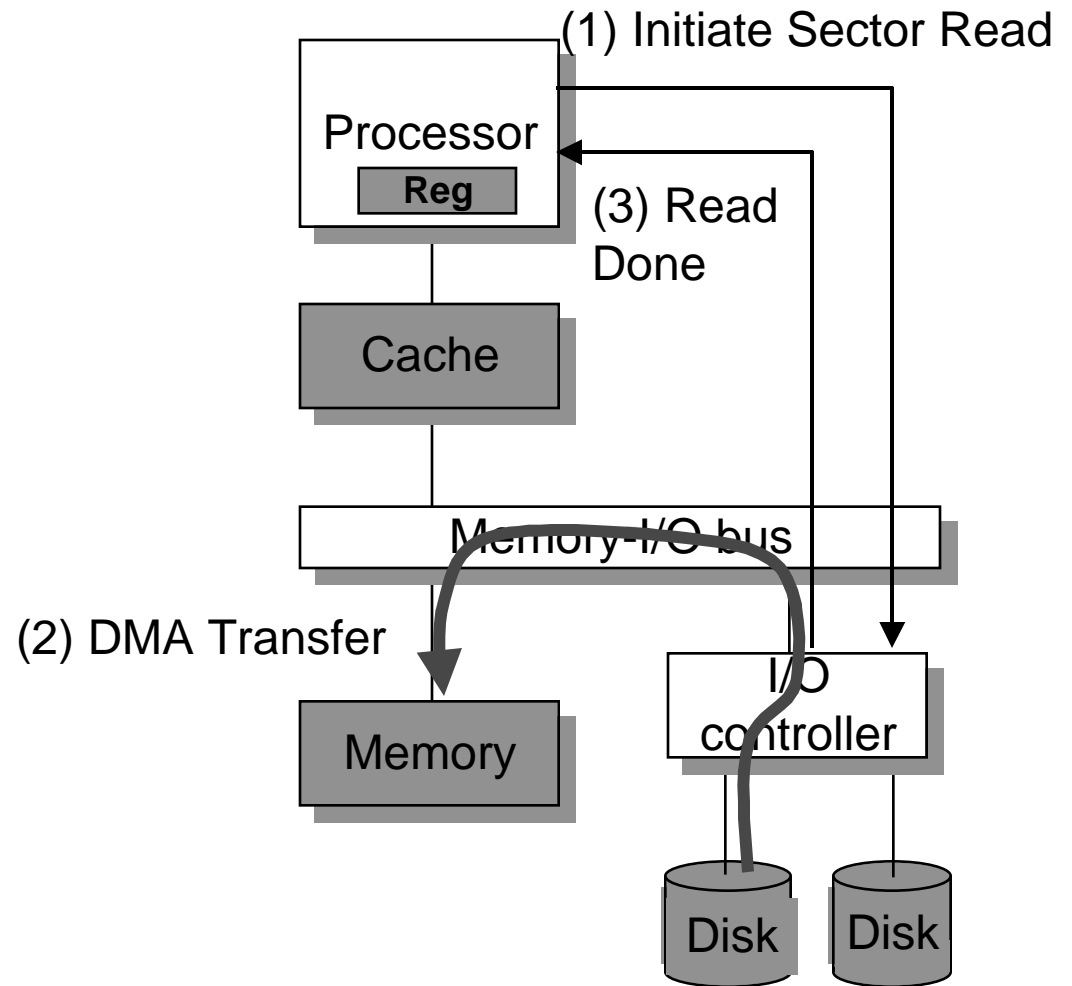 (1) Initiate Sector Read
Processor
Reg
(3) Read
Done
Cache
Memory-I/O bus
(2) DMA Transfer
I/O
controller
Memory
Disk
Disk